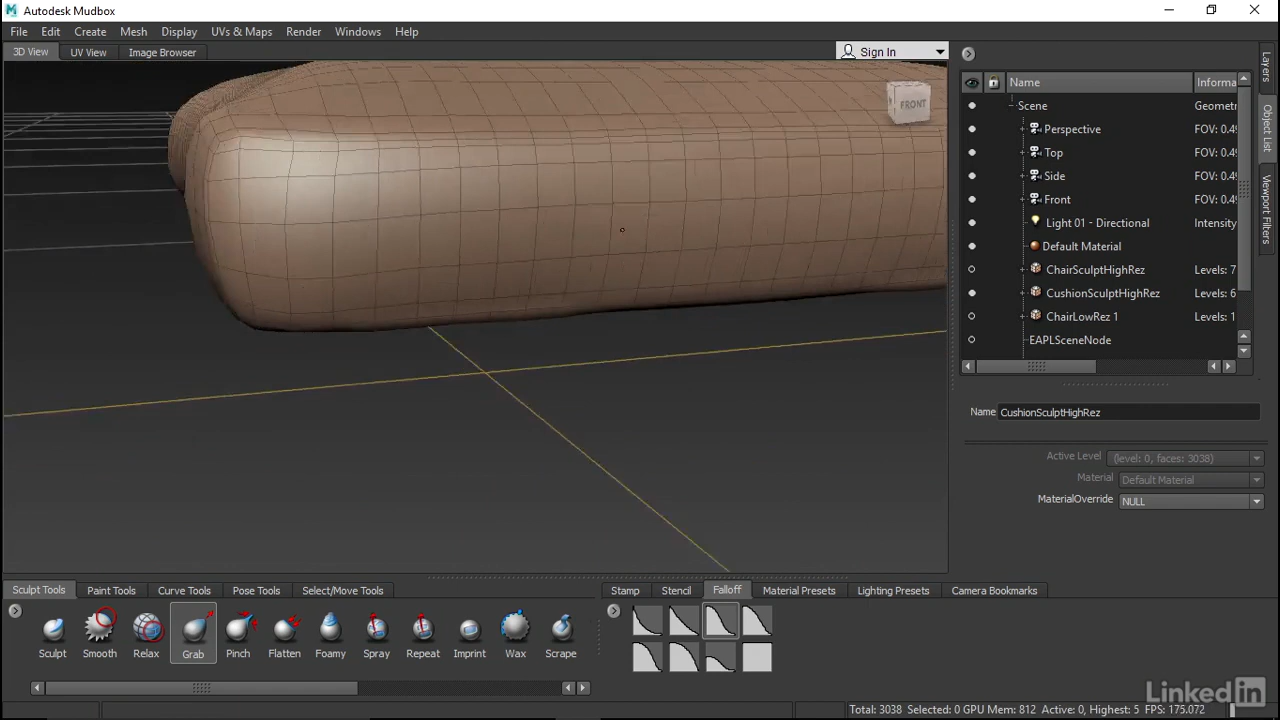 Autodesk Mudbox
File Edit Create Mesh Display UVs & Maps Render Windows Help
3D View UV View Image Browser
Sign In
FRONT
Name Informa
Scene Geometr
Perspective FOV: 0.49
Top FOV: 0.49
Side FOV: 0.49
Front FOV: 0.49
Light 01 - Directional Intensity
Default Material
ChairSculptHighRez Levels: 7
CushionSculptHighRez Levels: 6
ChairLowRez 1 Levels: 1
EAPLSceneNode
Layers
Object List
Viewport Filters
Name CushionSculptHighRez
Active Level (level: 0, faces: 3038)
Material Default Material
MaterialOverride NULL
Sculpt Tools Paint Tools Curve Tools Pose Tools Select/Move Tools
Sculpt Smooth Relax Grab Pinch Flatten Foamy Spray Repeat Imprint Wax Scrape
Stamp Stencil Falloff Material Presets Lighting Presets Camera Bookmarks
Linked in
Total: 3038 Selected: 0 GPU Mem: 812 Active: 0, Highest: 5 FPS: 175.072